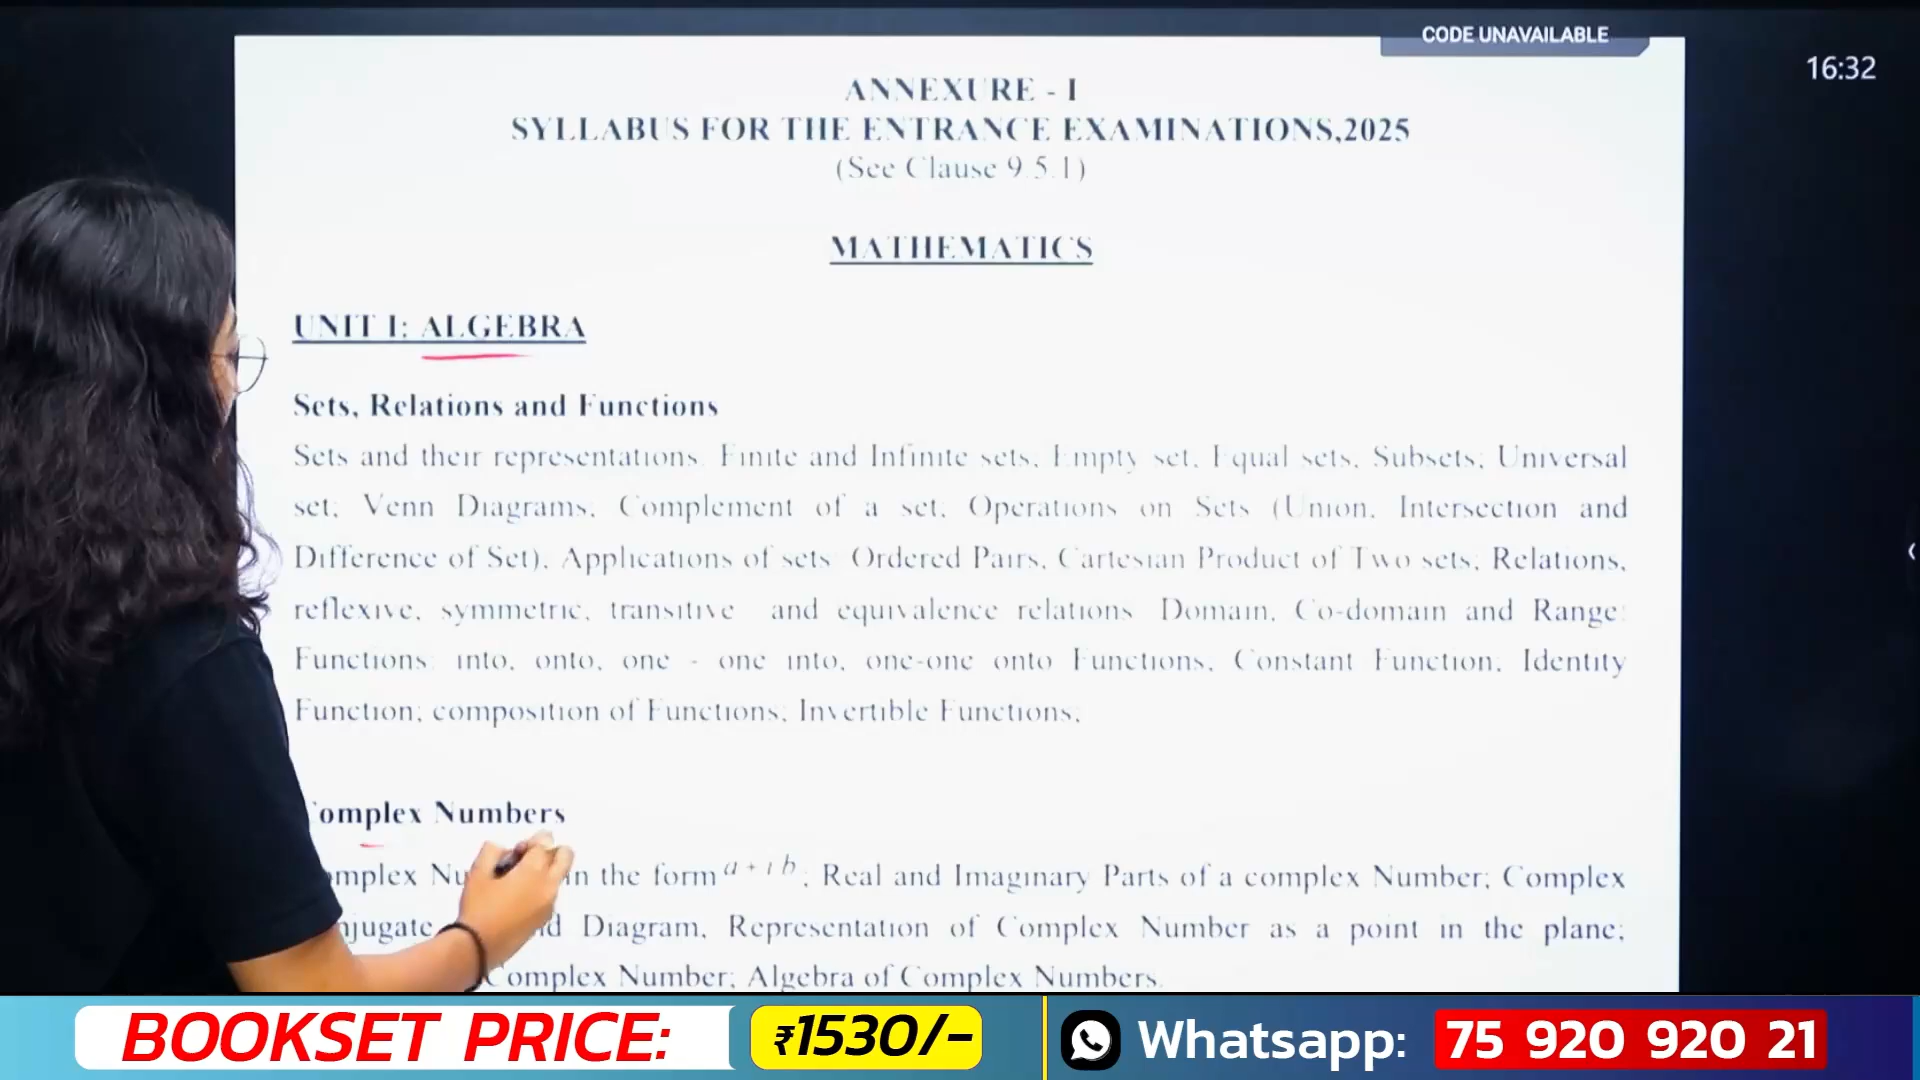 CODE UNAVAILABLE
16:32
ANNEXURE - I
SYLLABUS FOR THE ENTRANCE EXAMINATIONS,2025
(See Clause 9.5.1)
MATHEMATICS
UNIT I: ALGEBRA
Sets, Relations and Functions
Sets and their representations. Finite and Infinite sets, Empty set, Equal sets, Subsets; Universal
set; Venn Diagrams; Complement of a set; Operations on Sets (Union, Intersection and
Difference of Set), Applications of sets Ordered Pairs, Cartesian Product of Two sets; Relations,
reflexive, symmetric, transitive and equivalence relations Domain, Co-domain and Range:
Functions: into, onto, one - one into, one-one onto Functions, Constant Function; Identity
Function; composition of Functions; Invertible Functions;
omplex Numbers
mplex Nu in the form a + i b; Real and Imaginary Parts of a complex Number; Complex
njugate d Diagram, Representation of Complex Number as a point in the plane;
Complex Number; Algebra of Complex Numbers.
BOOKSET PRICE: ₹1530/- Whatsapp: 75 920 920 21